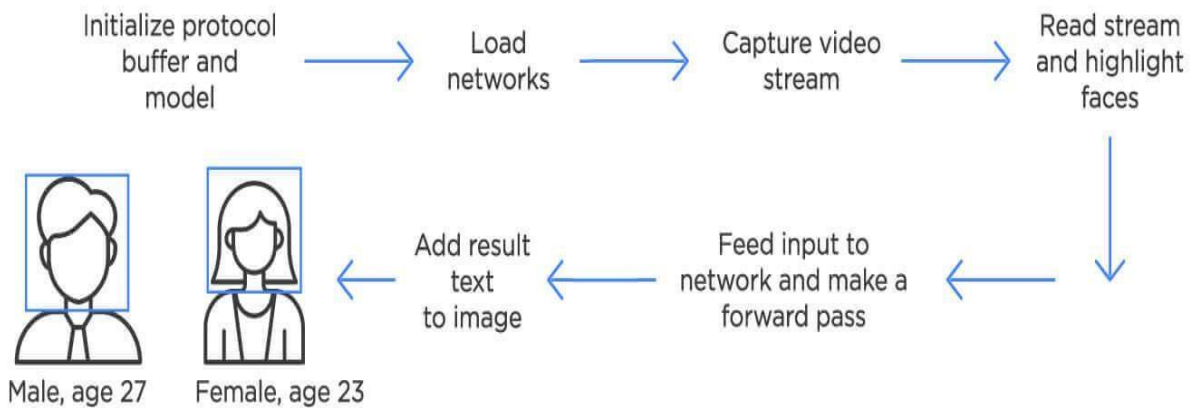 Initialize protocol
buffer and
model
Load
networks
Capture video
stream
Read stream
and highlight
faces
Feed input to
network and make a
forward pass
Add result
text
to image
Male, age 27
Female, age 23